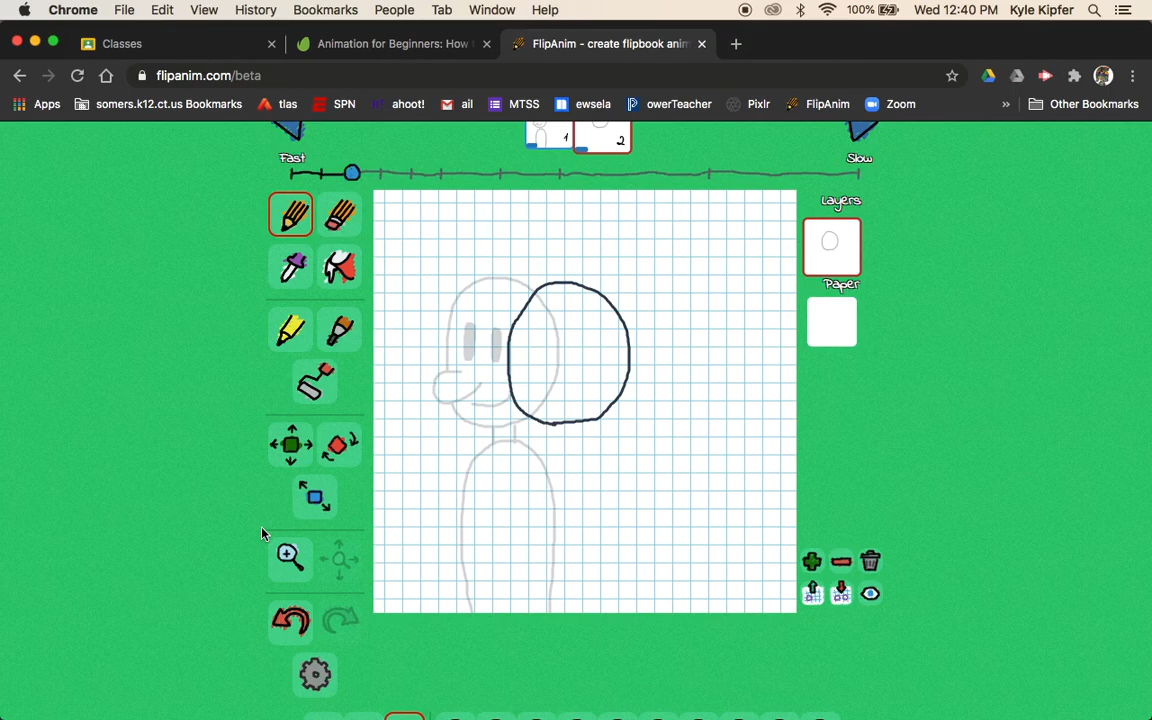 Chrome File Edit View History Bookmarks People Tab Window Help 100% Wed 12:40 PM Kyle Kipfer
Classes Animation for Beginners: How FlipAnim - create flipbook anim
flipanim.com/beta
Apps somers.k12.ct.us Bookmarks tlas SPN ahoot! ail MTSS ewsela owerTeacher Pixlr FlipAnim Zoom » Other Bookmarks
1 2
Fast Slow
Layers
Paper